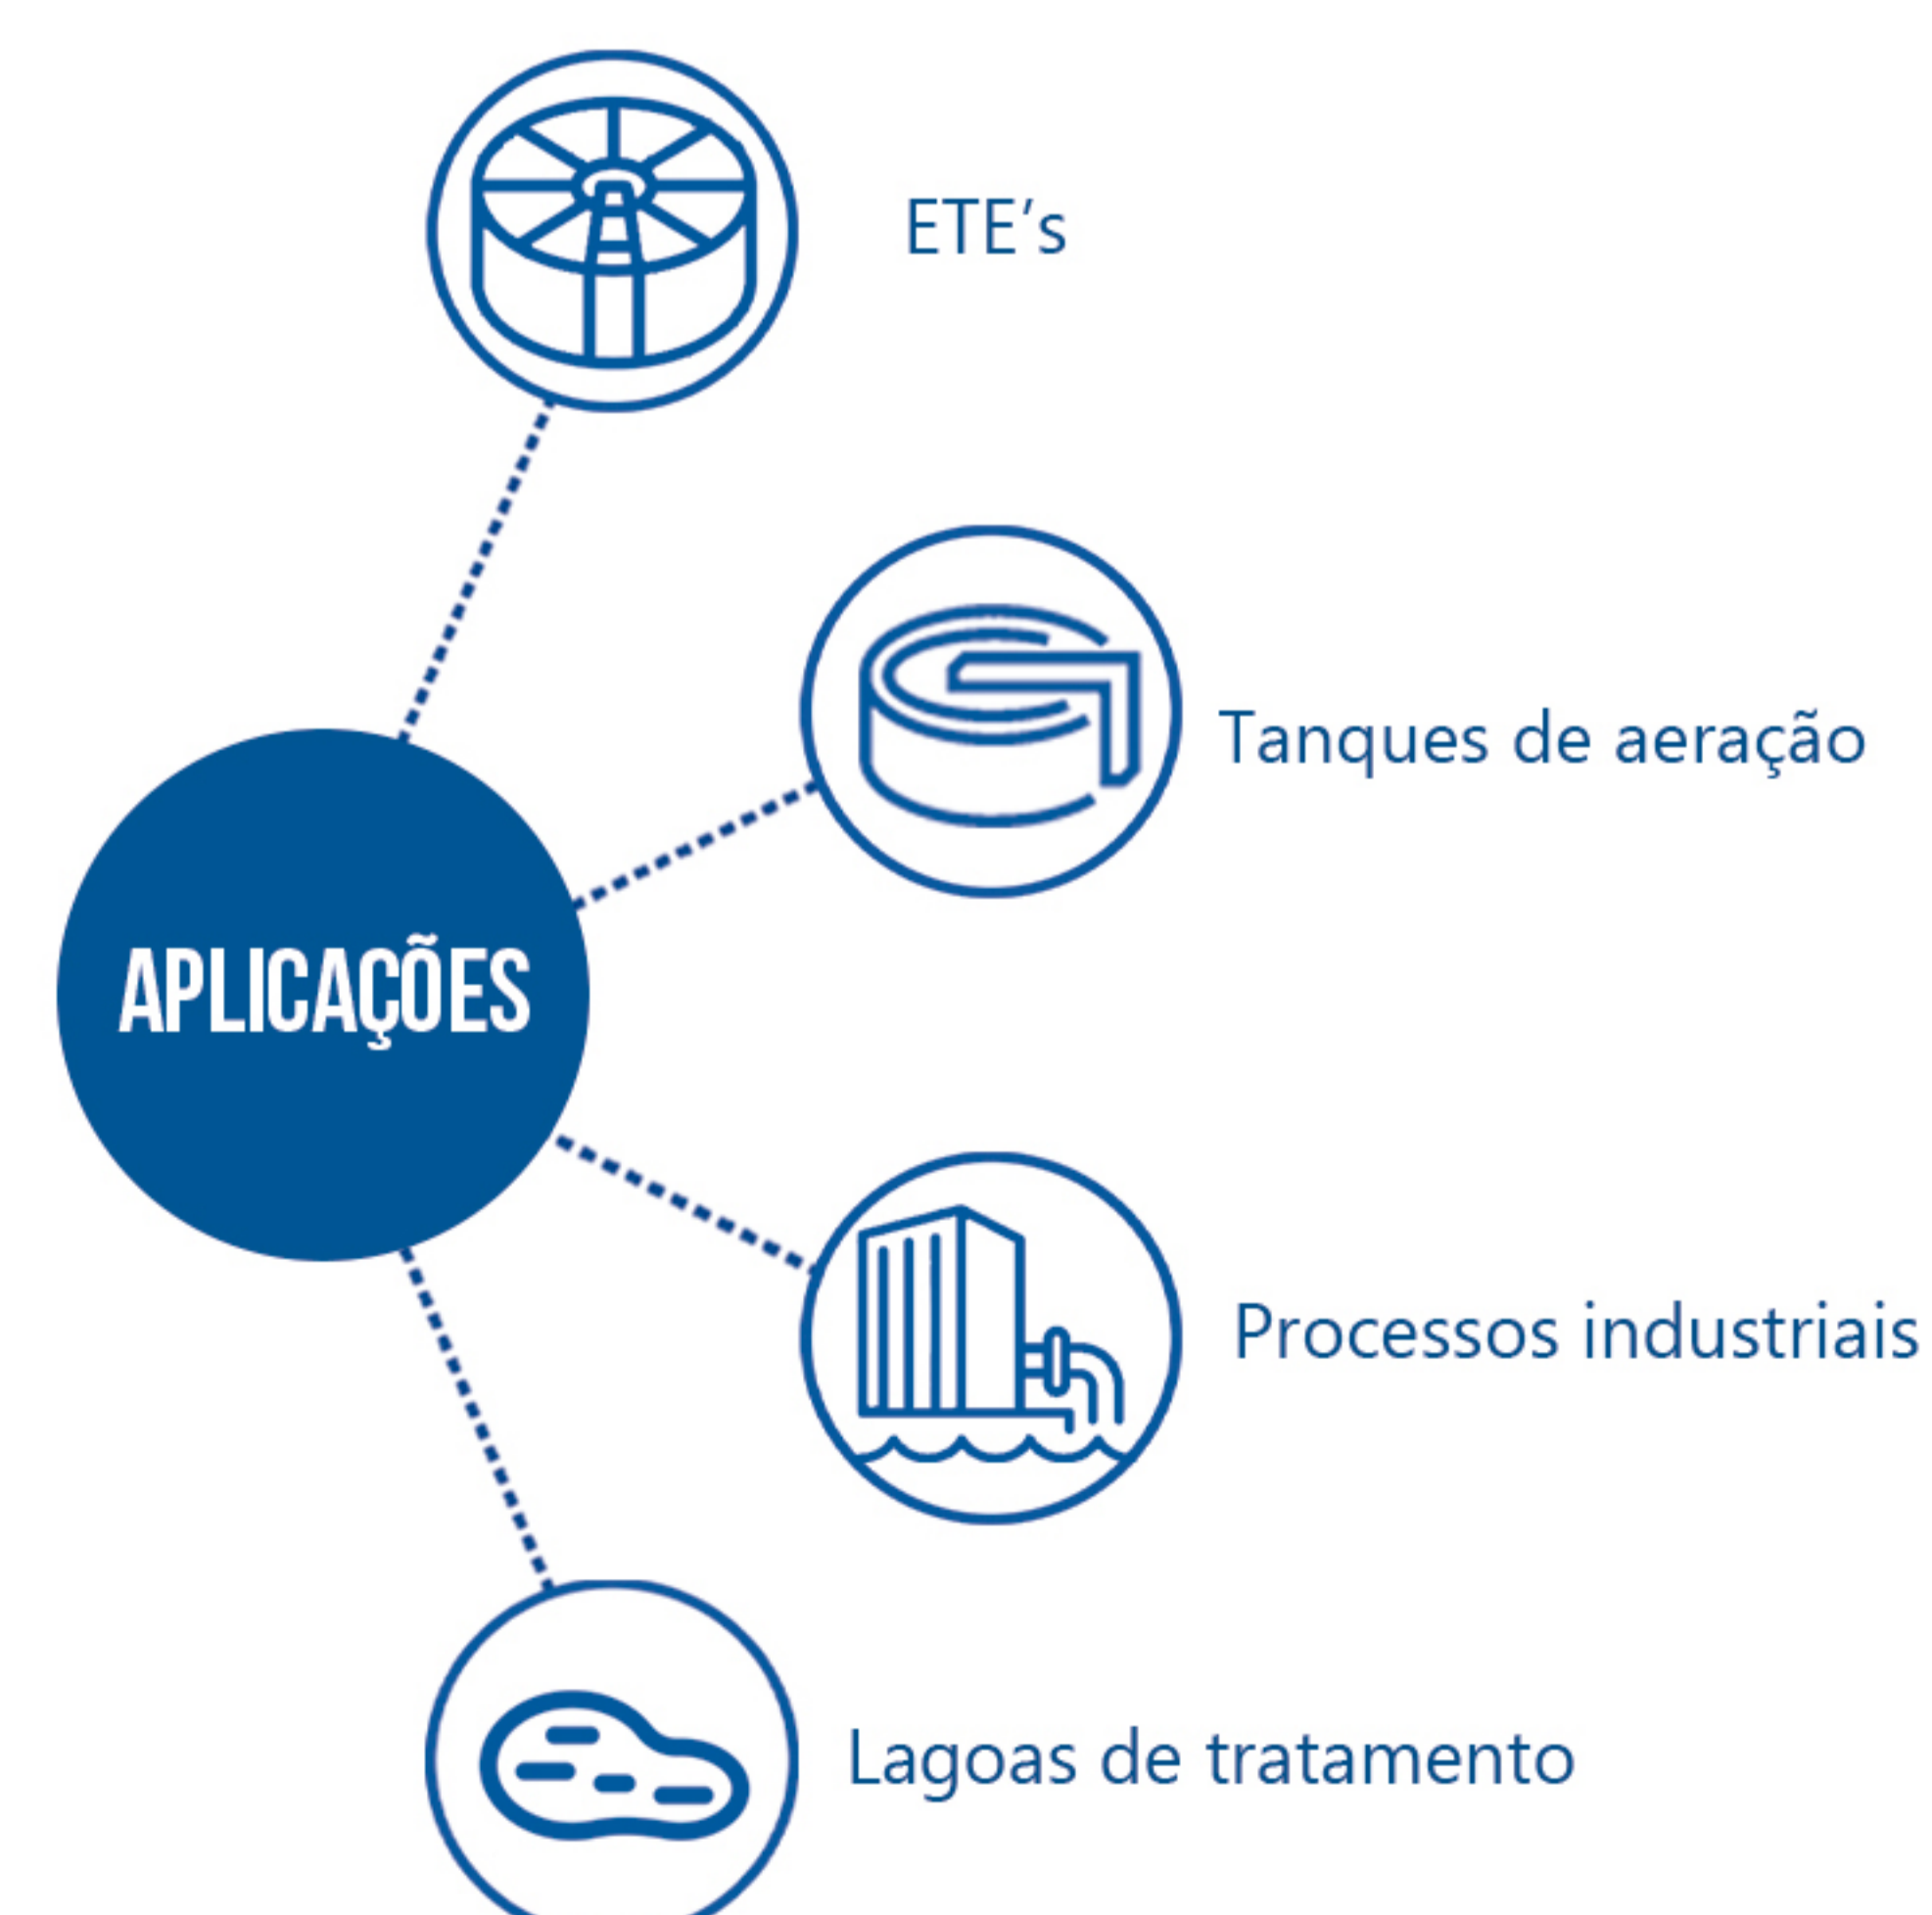 ETE’s
Tanques de aeração
APLICAÇÕES
Processos industriais
Lagoas de tratamento